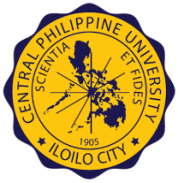 CENTRAL PHILIPPINE UNIVERSITY
SCIENTIA ET FIDES
1905
ILOILO CITY